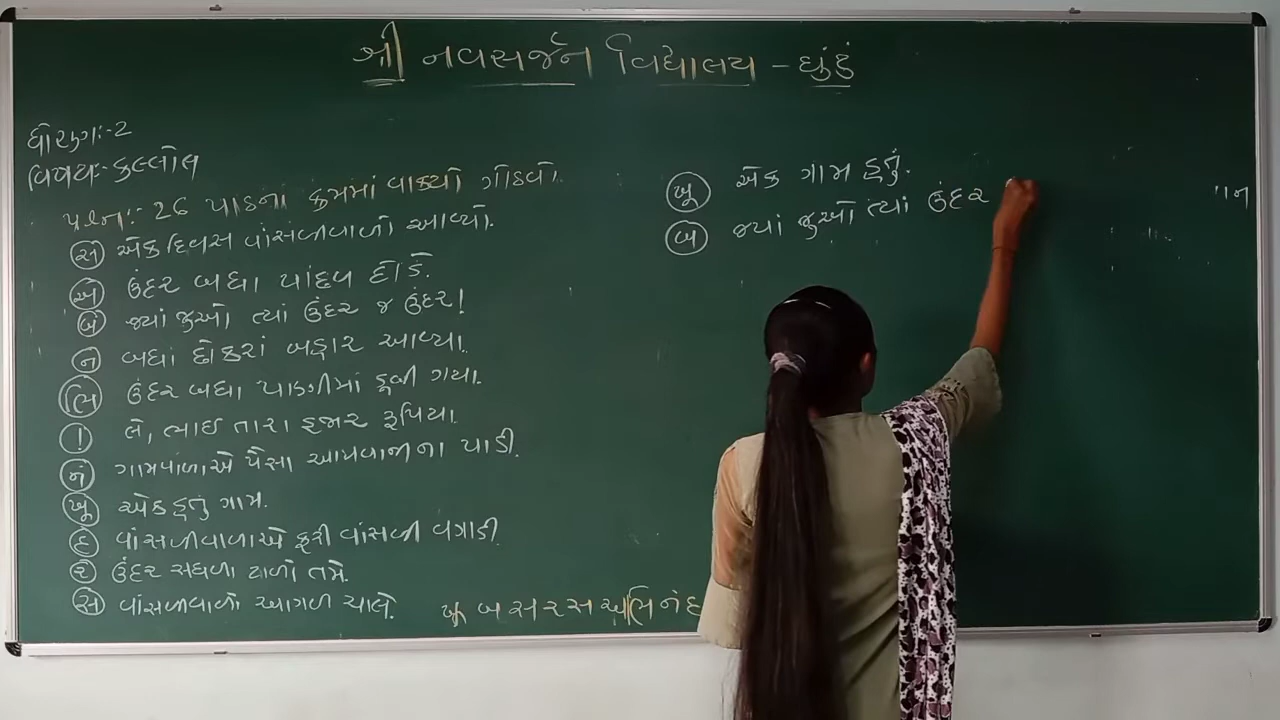 શ્રી નવસર્જન વિદ્યાલય - ઘુંટું
ધોરણ:-2
વિષય:-કલ્લોલ
પ્રશ્ન:-26 પાઠના ક્રમમાં વાક્યો ગોઠવો.
સ એક દિવસ વાંસળીવાળો આવ્યો.
અ ઉંદર બધા પાછળ દોડે.
બ જ્યાં જુઓ ત્યાં ઉંદર જ ઉંદર!
ન બધાં છોકરાં બહાર આવ્યા.
ભિ ઉંદર બધા પાણીમાં ડૂબી ગયા.
! લે, ભાઈ તારા હજાર રૂપિયા.
નં ગામવાળાએ પૈસા આપવાની ના પાડી.
ખૂ એક હતું ગામ.
દ વાંસળીવાળાએ ફરી વાંસળી વગાડી.
ર ઉંદર સઘળા ટાળો તમે.
સ વાંસળીવાળો આગળ ચાલે.
ખૂ બ સ ર સ અ ભિ નં દ
ખૂ એક ગામ હતું.
બ જ્યાં જુઓ ત્યાં ઉંદર